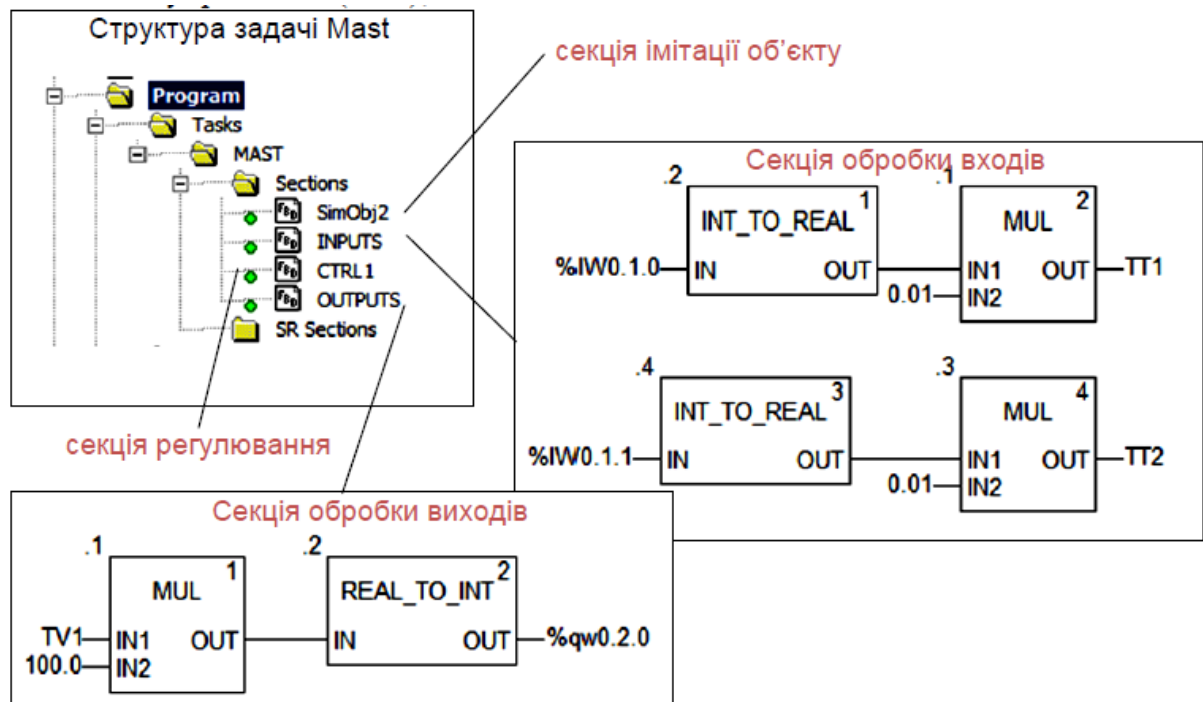 Структура задачі Mast
Program
Tasks
MAST
Sections
SimObj2
INPUTS
CTRL1
OUTPUTS
SR Sections
секція імітації об’єкту
секція регулювання
Секція обробки входів
.2
1
INT_TO_REAL
%IW0.1.0
IN
OUT
.1
2
MUL
IN1
OUT
TT1
0.01
IN2
.4
3
INT_TO_REAL
%IW0.1.1
IN
OUT
.3
4
MUL
IN1
OUT
TT2
0.01
IN2
Секція обробки виходів
.1
1
MUL
TV1
IN1
OUT
100.0
IN2
.2
2
REAL_TO_INT
IN
OUT
%qw0.2.0